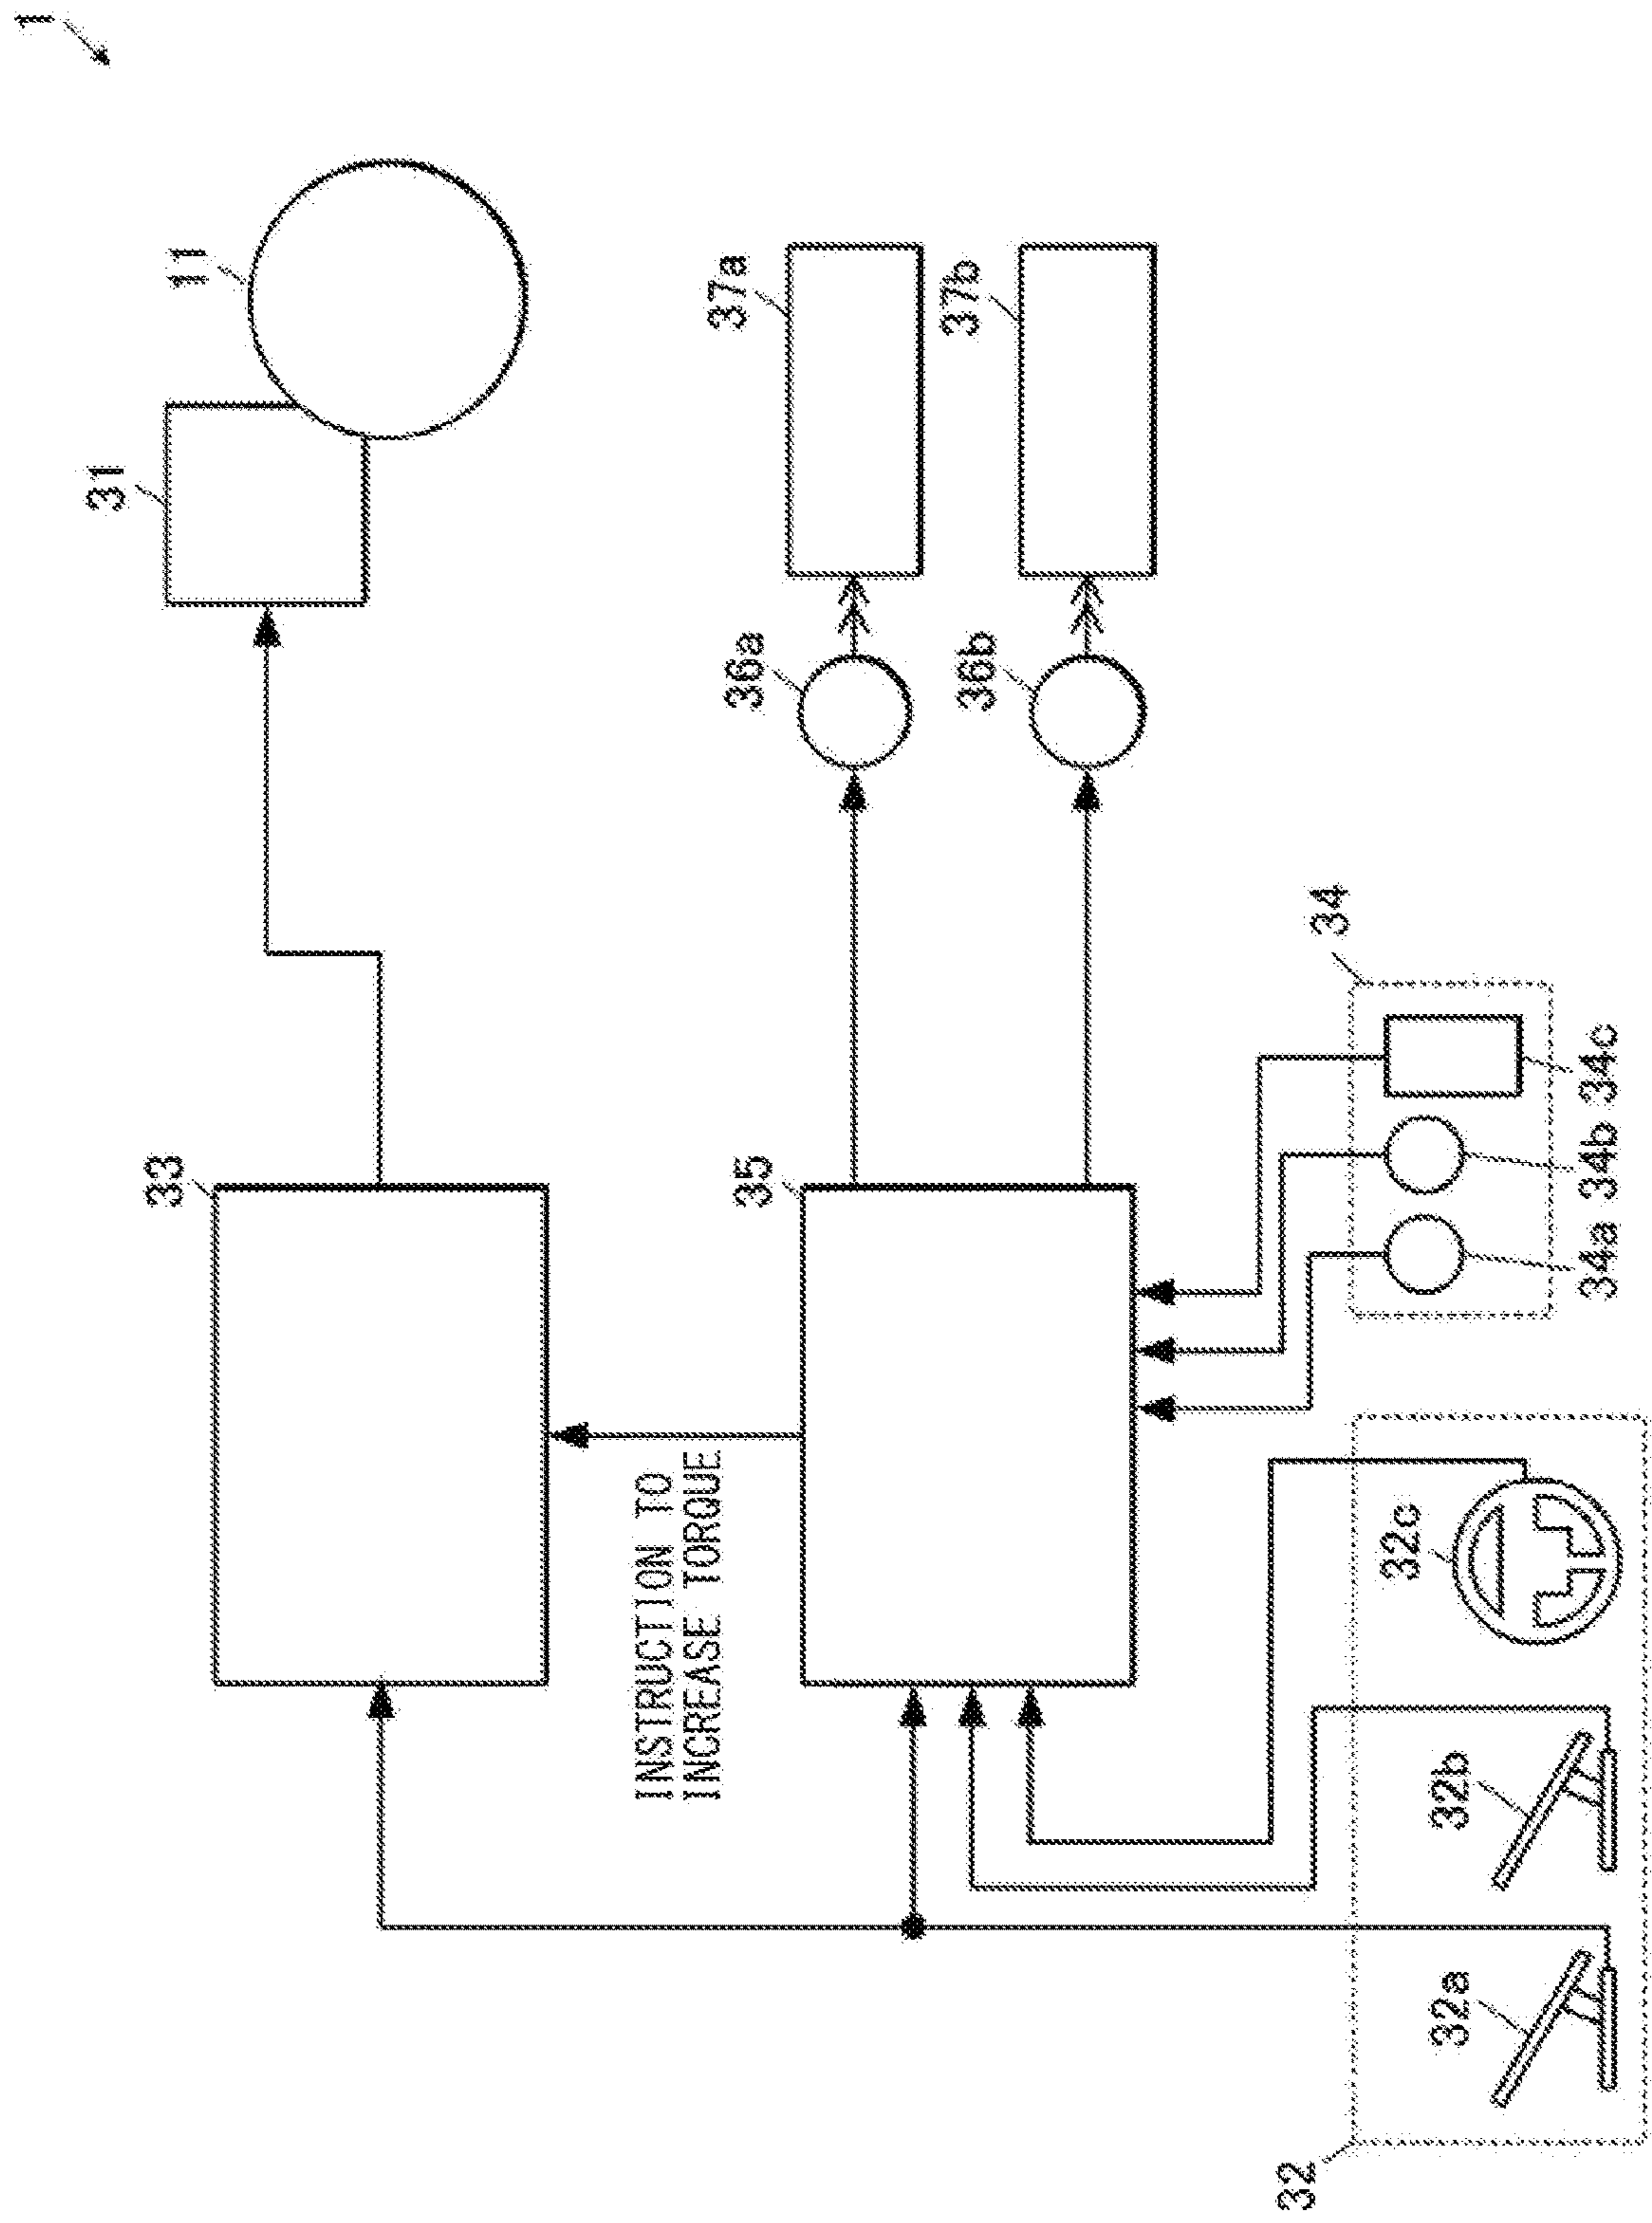 1
11
31
33
INSTRUCTION TO
INCREASE TORQUE
35
36a
37a
36b
37b
34
34a
34b
34c
32
32a
32b
32c